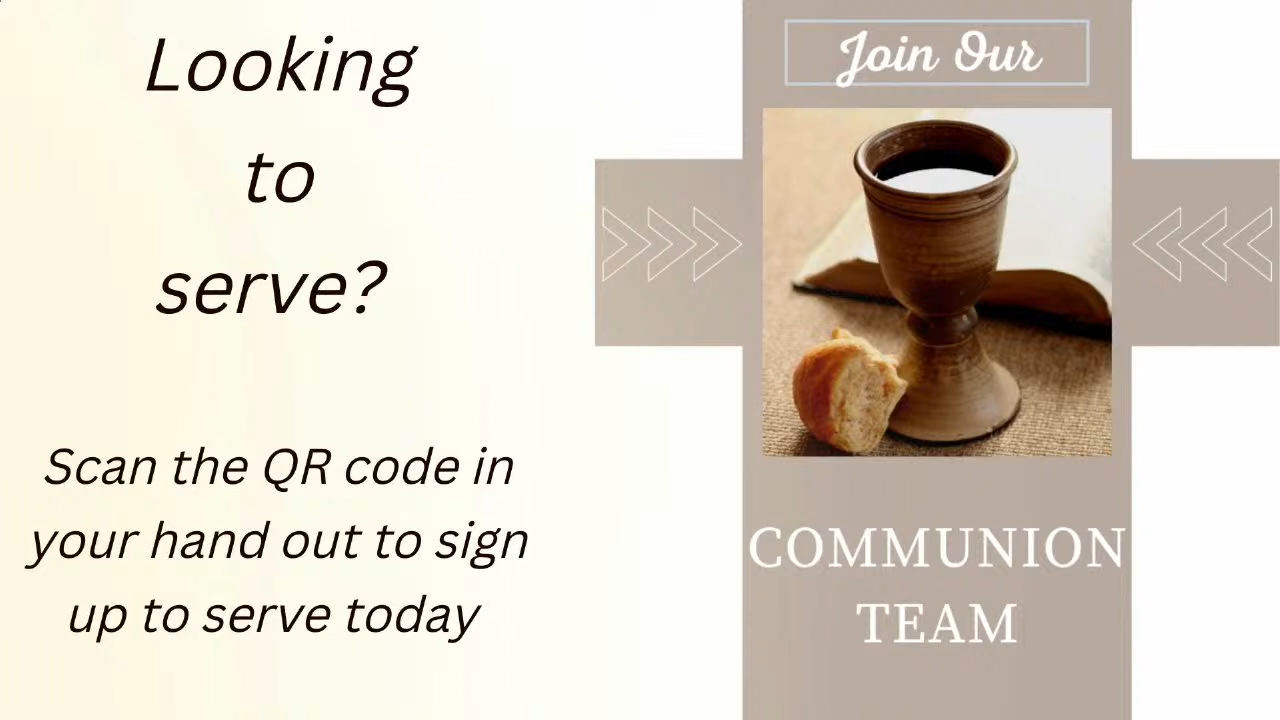 Looking
to
serve?
Scan the QR code in
your hand out to sign
up to serve today
Join Our
COMMUNION
TEAM